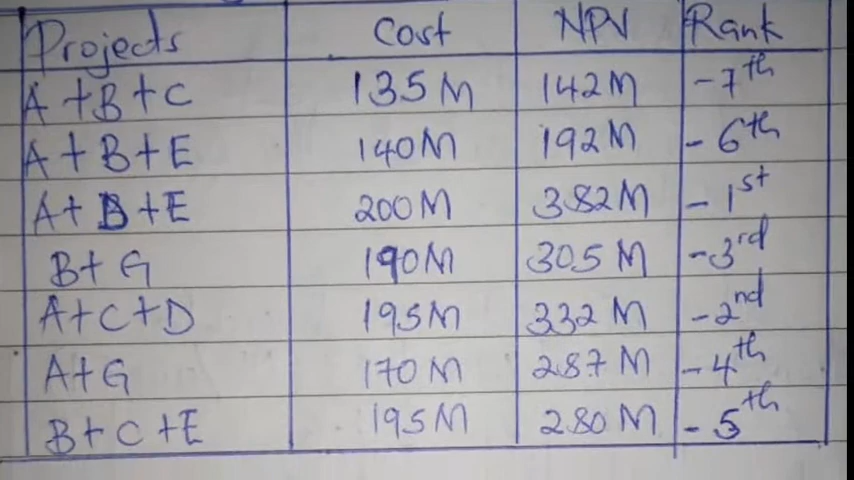 Projects Cost NPV Rank
A+B+C 135M 142M -7th
A+B+E 140M 192M -6th
A+B+E 200M 382M -1st
B+G 190M 305M -3rd
A+C+D 195M 332M -2nd
A+G 170M 287M -4th
B+C+E 195M 280M -5th